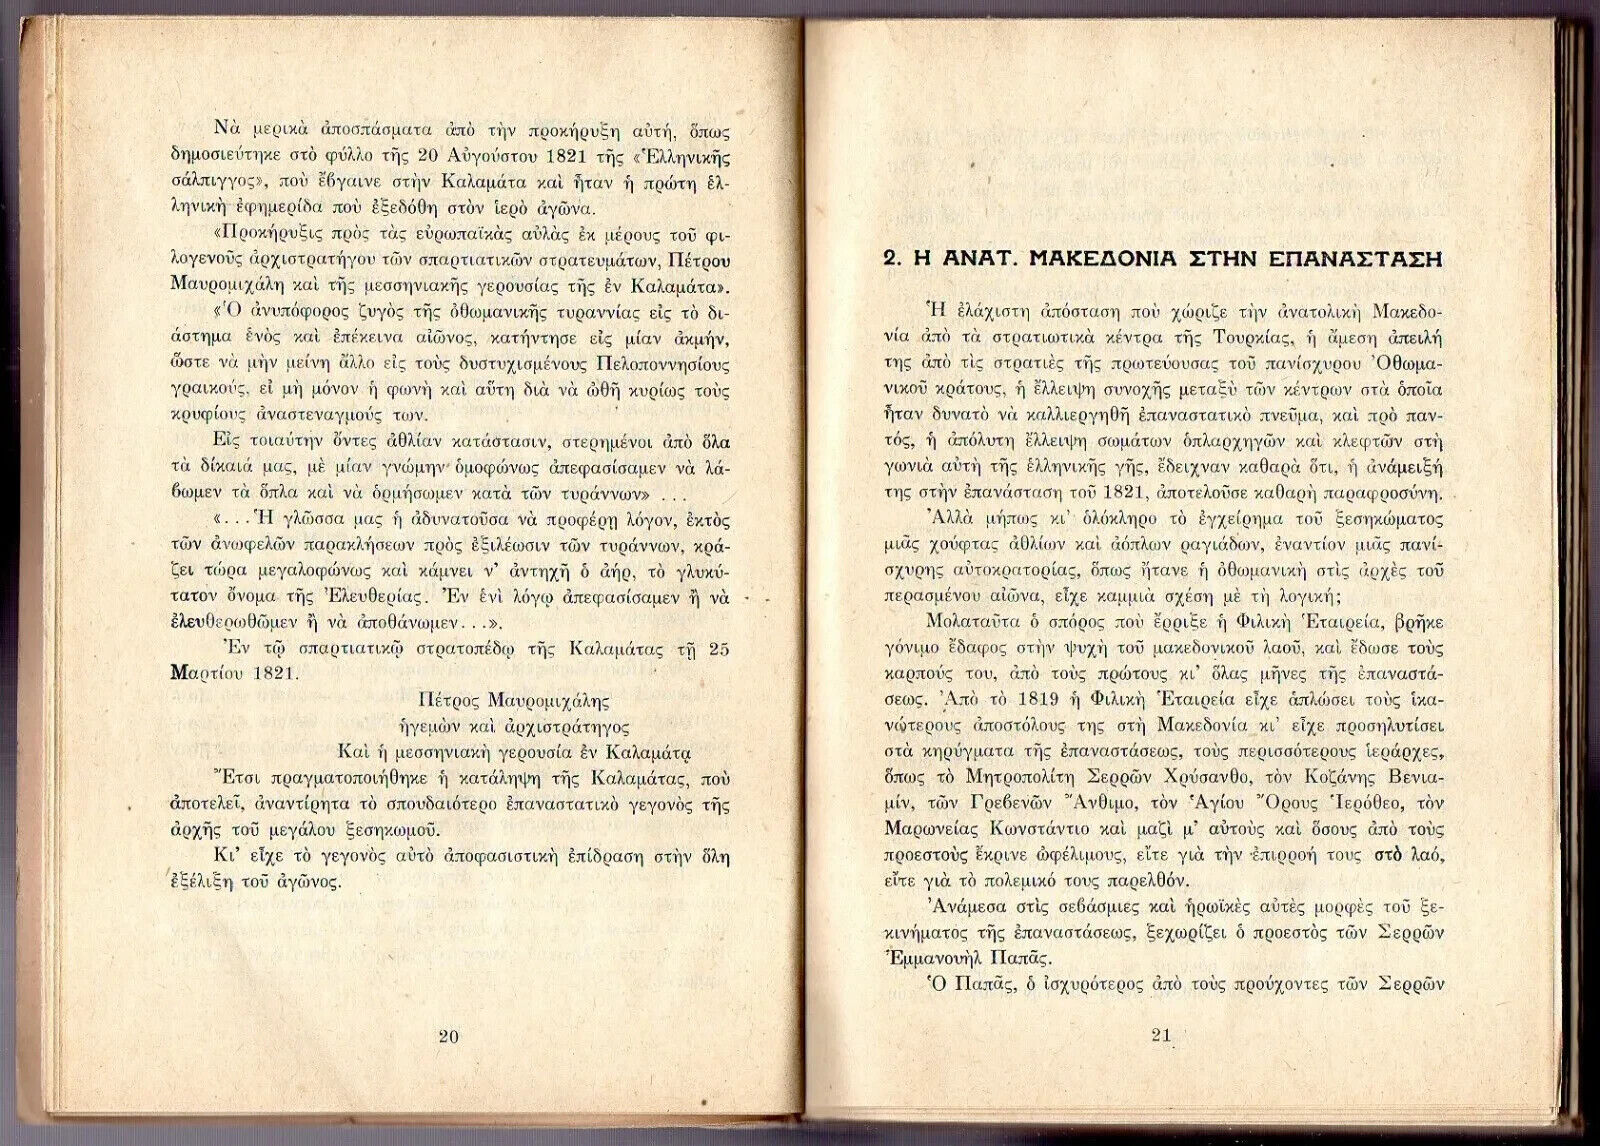 Νὰ μερικὰ ἀποσπάσματα ἀπὸ τὴν προκήρυξη αὐτή, ὅπως
δημοσιεύτηκε στὸ φύλλο τῆς 20 Αὐγούστου 1821 τῆς «Ἑλληνικῆς
σάλπιγγος», ποὺ ἔβγαινε στὴν Καλαμάτα καὶ ἦταν ἡ πρώτη ἑλ-
ληνικὴ ἐφημερίδα ποὺ ἐξεδόθη στὸν ἱερὸ ἀγῶνα.
«Προκήρυξις πρὸς τὰς εὐρωπαϊκὰς αὐλὰς ἐκ μέρους τοῦ φι-
λογενοῦς ἀρχιστρατήγου τῶν σπαρτιατικῶν στρατευμάτων, Πέτρου
Μαυρομιχάλη καὶ τῆς μεσσηνιακῆς γερουσίας τῆς ἐν Καλαμάτα».
«Ὁ ἀνυπόφορος ζυγὸς τῆς ὀθωμανικῆς τυραννίας εἰς τὸ δι-
άστημα ἑνὸς καὶ ἐπέκεινα αἰῶνος, κατήντησε εἰς μίαν ἀκμήν,
ὥστε νὰ μὴν μείνη ἄλλο εἰς τοὺς δυστυχισμένους Πελοποννησίους
γραικούς, εἰ μὴ μόνον ἡ φωνὴ καὶ αὕτη διὰ νὰ ὠθῆ κυρίως τοὺς
κρυφίους ἀναστεναγμούς των.
Εἰς τοιαύτην ὄντες ἀθλίαν κατάστασιν, στερημένοι ἀπὸ ὅλα
τὰ δίκαιά μας, μὲ μίαν γνώμην ὁμοφώνως ἀπεφασίσαμεν νὰ λά-
βωμεν τὰ ὅπλα καὶ νὰ ὁρμήσωμεν κατὰ τῶν τυράννων» ...
«...Ἡ γλῶσσα μας ἡ ἀδυνατοῦσα νὰ προφέρῃ λόγον, ἐκτὸς
τῶν ἀνωφελῶν παρακλήσεων πρὸς ἐξιλέωσιν τῶν τυράννων, κρά-
ζει τώρα μεγαλοφώνως καὶ κάμνει ν' ἀντηχῆ ὁ ἀήρ, τὸ γλυκύ-
τατον ὄνομα τῆς Ἐλευθερίας. Ἐν ἑνὶ λόγῳ ἀπεφασίσαμεν ἢ νὰ
ἐλευθερωθῶμεν ἢ νὰ ἀποθάνωμεν...».
Ἐν τῷ σπαρτιατικῷ στρατοπέδῳ τῆς Καλαμάτας τῇ 25
Μαρτίου 1821.
Πέτρος Μαυρομιχάλης
ἡγεμὼν καὶ ἀρχιστράτηγος
Καὶ ἡ μεσσηνιακὴ γερουσία ἐν Καλαμάτᾳ
Ἔτσι πραγματοποιήθηκε ἡ κατάληψη τῆς Καλαμάτας, ποὺ
ἀποτελεῖ, ἀναντίρητα τὸ σπουδαιότερο ἐπαναστατικὸ γεγονὸς τῆς
ἀρχῆς τοῦ μεγάλου ξεσηκωμοῦ.
Κι' εἶχε τὸ γεγονὸς αὐτὸ ἀποφασιστικὴ ἐπίδραση στὴν ὅλη
ἐξέλιξη τοῦ ἀγῶνος.
20
2. Η ΑΝΑΤ. ΜΑΚΕΔΟΝΙΑ ΣΤΗΝ ΕΠΑΝΑΣΤΑΣΗ
Ἡ ἐλάχιστη ἀπόσταση ποὺ χώριζε τὴν ἀνατολικὴ Μακεδο-
νία ἀπὸ τὰ στρατιωτικὰ κέντρα τῆς Τουρκίας, ἡ ἄμεση ἀπειλή
της ἀπὸ τὶς στρατιὲς τῆς πρωτεύουσας τοῦ πανίσχυρου Ὀθωμα-
νικοῦ κράτους, ἡ ἔλλειψη συνοχῆς μεταξὺ τῶν κέντρων στὰ ὁποῖα
ἦταν δυνατὸ νὰ καλλιεργηθῆ ἐπαναστατικὸ πνεῦμα, καὶ πρὸ παν-
τός, ἡ ἀπόλυτη ἔλλειψη σωμάτων ὁπλαρχηγῶν καὶ κλεφτῶν στὴ
γωνιὰ αὐτὴ τῆς ἑλληνικῆς γῆς, ἔδειχναν καθαρὰ ὅτι, ἡ ἀνάμειξή
της στὴν ἐπανάσταση τοῦ 1821, ἀποτελοῦσε καθαρὴ παραφροσύνη.
Ἀλλὰ μήπως κι' ὁλόκληρο τὸ ἐγχείρημα τοῦ ξεσηκώματος
μιᾶς χούφτας ἀθλίων καὶ ἀόπλων ραγιάδων, ἐναντίον μιᾶς πανί-
σχυρης αὐτοκρατορίας, ὅπως ἤτανε ἡ ὀθωμανικὴ στὶς ἀρχὲς τοῦ
περασμένου αἰώνα, εἶχε καμμιὰ σχέση μὲ τὴ λογική;
Μολαταῦτα ὁ σπόρος ποὺ ἔρριξε ἡ Φιλικὴ Ἑταιρεία, βρῆκε
γόνιμο ἔδαφος στὴν ψυχὴ τοῦ μακεδονικοῦ λαοῦ, καὶ ἔδωσε τοὺς
καρπούς του, ἀπὸ τοὺς πρώτους κι' ὅλας μῆνες τῆς ἐπαναστά-
σεως. Ἀπὸ τὸ 1819 ἡ Φιλικὴ Ἑταιρεία εἶχε ἁπλώσει τοὺς ἱκα-
νώτερους ἀποστόλους της στὴ Μακεδονία κι' εἶχε προσηλυτίσει
στὰ κηρύγματα τῆς ἐπαναστάσεως, τοὺς περισσότερους ἱεράρχες,
ὅπως τὸ Μητροπολίτη Σερρῶν Χρύσανθο, τὸν Κοζάνης Βενια-
μίν, τῶν Γρεβενῶν Ἄνθιμο, τὸν Ἁγίου Ὄρους Ἱερόθεο, τὸν
Μαρωνείας Κωνστάντιο καὶ μαζὶ μ' αὐτοὺς καὶ ὅσους ἀπὸ τοὺς
προεστοὺς ἔκρινε ὠφέλιμους, εἴτε γιὰ τὴν ἐπιρροή τους στὸ λαό,
εἴτε γιὰ τὸ πολεμικό τους παρελθόν.
Ἀνάμεσα στὶς σεβάσμιες καὶ ἡρωϊκὲς αὐτὲς μορφὲς τοῦ ξε-
κινήματος τῆς ἐπαναστάσεως, ξεχωρίζει ὁ προεστὸς τῶν Σερρῶν
Ἐμμανουὴλ Παπᾶς.
Ὁ Παπᾶς, ὁ ἰσχυρότερος ἀπὸ τοὺς προύχοντες τῶν Σερρῶν
21